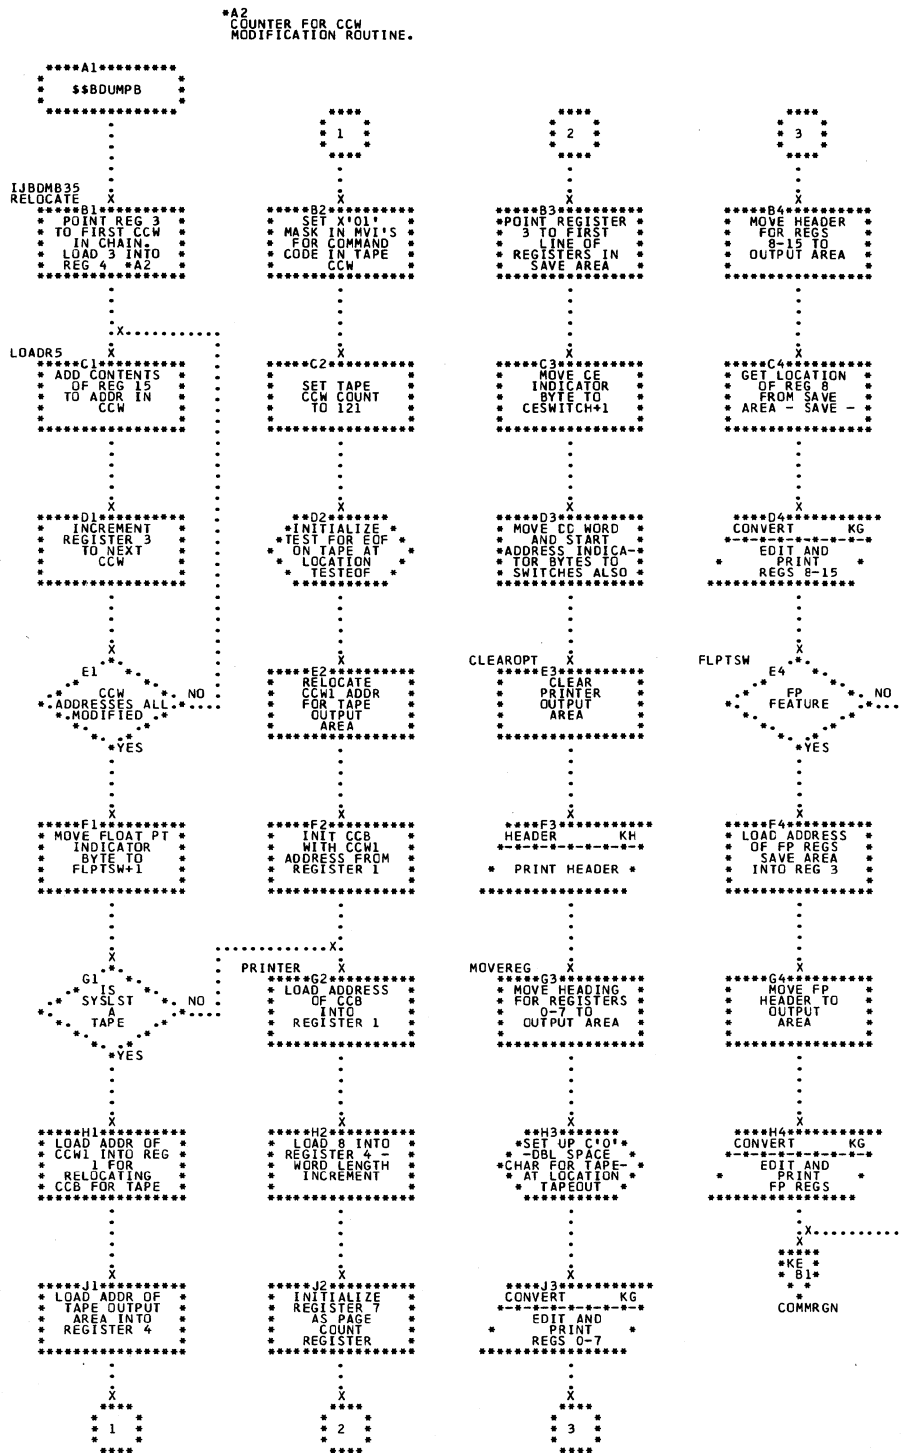 *A2
COUNTER FOR CCW
MODIFICATION ROUTINE.
A1
$$BDUMPB
IJBDMB35
RELOCATE
B1
POINT REG 3
TO FIRST CCW
IN CHAIN.
LOAD 3 INTO
REG 4 *A2
LOADR5
C1
ADD CONTENTS
OF REG 15
TO ADDR IN
CCW
D1
INCREMENT
REGISTER 3
TO NEXT
CCW
E1
CCW
ADDRESSES ALL
MODIFIED
NO
YES
F1
MOVE FLOAT PT
INDICATOR
BYTE TO
FLPTSW+1
G1
IS
SYSLST
A
TAPE
NO
YES
H1
LOAD ADDR OF
CCW1 INTO REG
1 FOR
RELOCATING
CCB FOR TAPE
J1
LOAD ADDR OF
TAPE OUTPUT
AREA INTO
REGISTER 4
1
1
B2
SET X'01'
MASK IN MVI'S
FOR COMMAND
CODE IN TAPE
CCW
C2
SET TAPE
CCW COUNT
TO 121
D2
INITIALIZE
TEST FOR EOF
ON TAPE AT
LOCATION
TESTEOF
E2
RELOCATE
CCW1 ADDR
FOR TAPE
OUTPUT
AREA
F2
INIT CCB
WITH CCW1
ADDRESS FROM
REGISTER 1
PRINTER
G2
LOAD ADDRESS
OF CCB
INTO
REGISTER 1
H2
LOAD 8 INTO
REGISTER 4 -
WORD LENGTH
INCREMENT
J2
INITIALIZE
REGISTER 7
AS PAGE
COUNT
REGISTER
2
2
B3
POINT REGISTER
3 TO FIRST
LINE OF
REGISTERS IN
SAVE AREA
C3
MOVE CE
INDICATOR
BYTE TO
CESWITCH+1
D3
MOVE CC WORD
AND START
ADDRESS INDICA-
TOR BYTES TO
SWITCHES ALSO
CLEAROPT
E3
CLEAR
PRINTER
OUTPUT
AREA
F3
HEADER KH
PRINT HEADER
MOVEREG
G3
MOVE HEADING
FOR REGISTERS
0-7 TO
OUTPUT AREA
H3
SET UP C'0'
-DBL SPACE
CHAR FOR TAPE-
AT LOCATION
TAPEOUT
J3
CONVERT KG
EDIT AND
PRINT
REGS 0-7
3
3
B4
MOVE HEADER
FOR REGS
8-15 TO
OUTPUT AREA
C4
GET LOCATION
OF REG 8
FROM SAVE
AREA - SAVE -
D4
CONVERT KG
EDIT AND
PRINT
REGS 8-15
FLPTSW
E4
FP
FEATURE
NO
YES
F4
LOAD ADDRESS
OF FP REGS
SAVE AREA
INTO REG 3
G4
MOVE FP
HEADER TO
OUTPUT
AREA
H4
CONVERT KG
EDIT AND
PRINT
FP REGS
KE
B1
COMMRGN